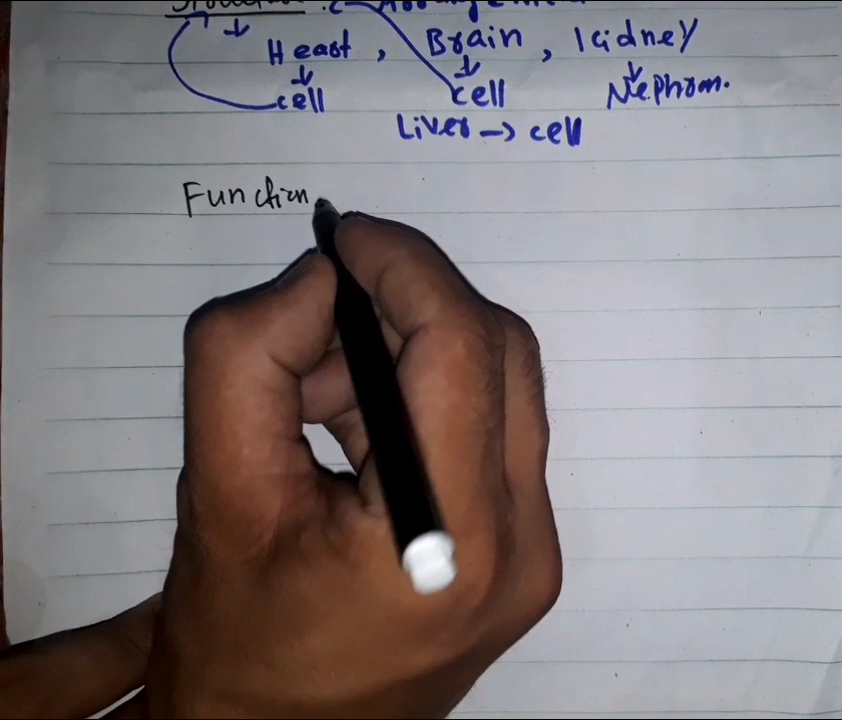 Heart , Brain , Kidney
↓ ↓ ↓
cell cell Nephron.
Liver → cell
Function